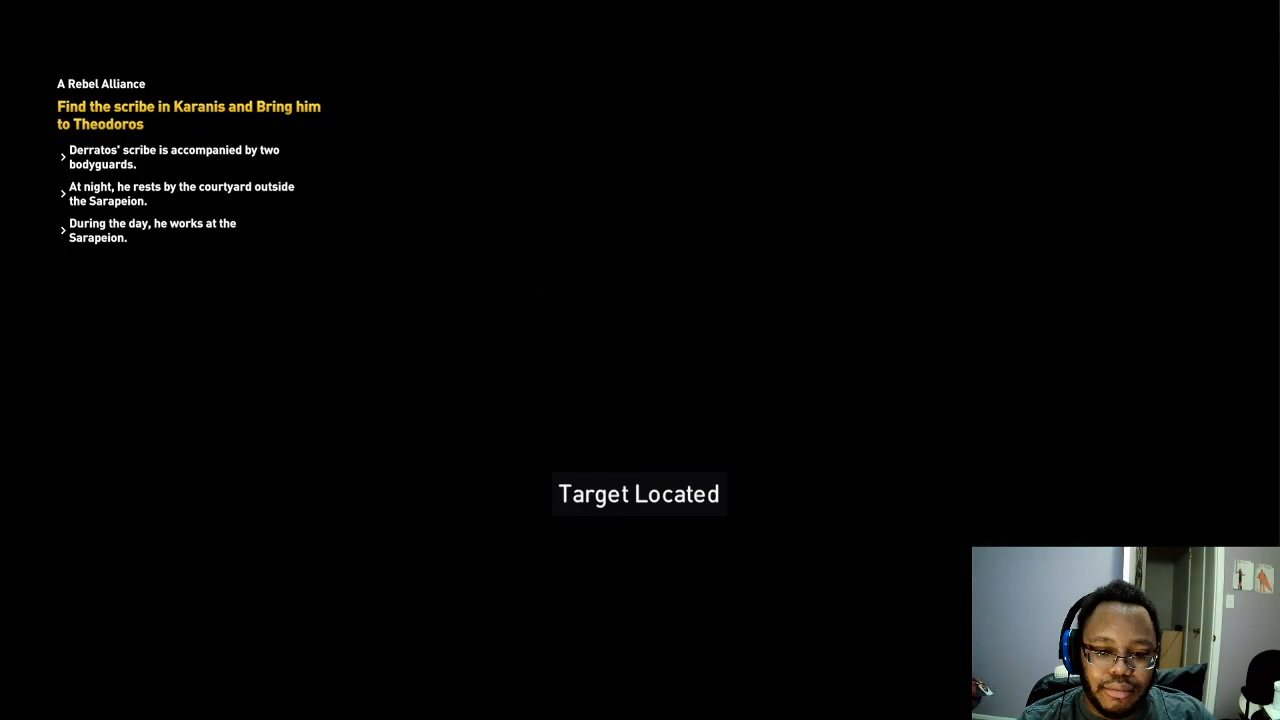 A Rebel Alliance
Find the scribe in Karanis and Bring him
to Theodoros
Derratos' scribe is accompanied by two
bodyguards.
At night, he rests by the courtyard outside
the Sarapeion.
During the day, he works at the
Sarapeion.
Target Located